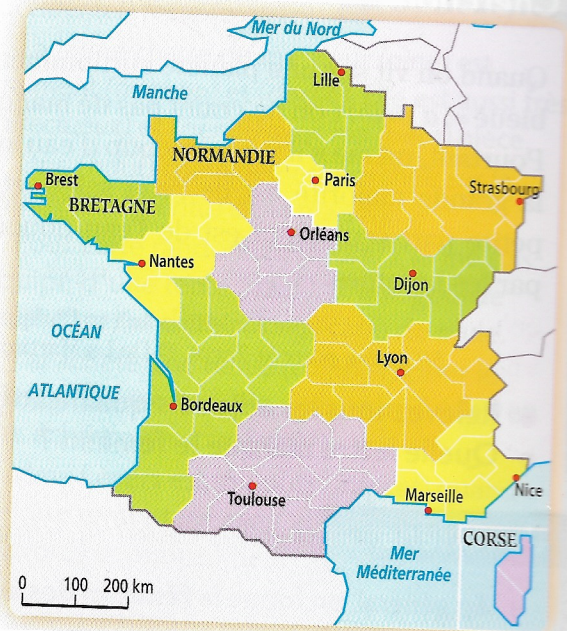 Mer du Nord
Lille
Manche
NORMANDIE
Paris
Strasbourg
Brest
BRETAGNE
Orléans
Nantes
Dijon
OCÉAN
ATLANTIQUE
Lyon
Bordeaux
Toulouse
Marseille
Nice
CORSE
Mer
Méditerranée
0 100 200 km